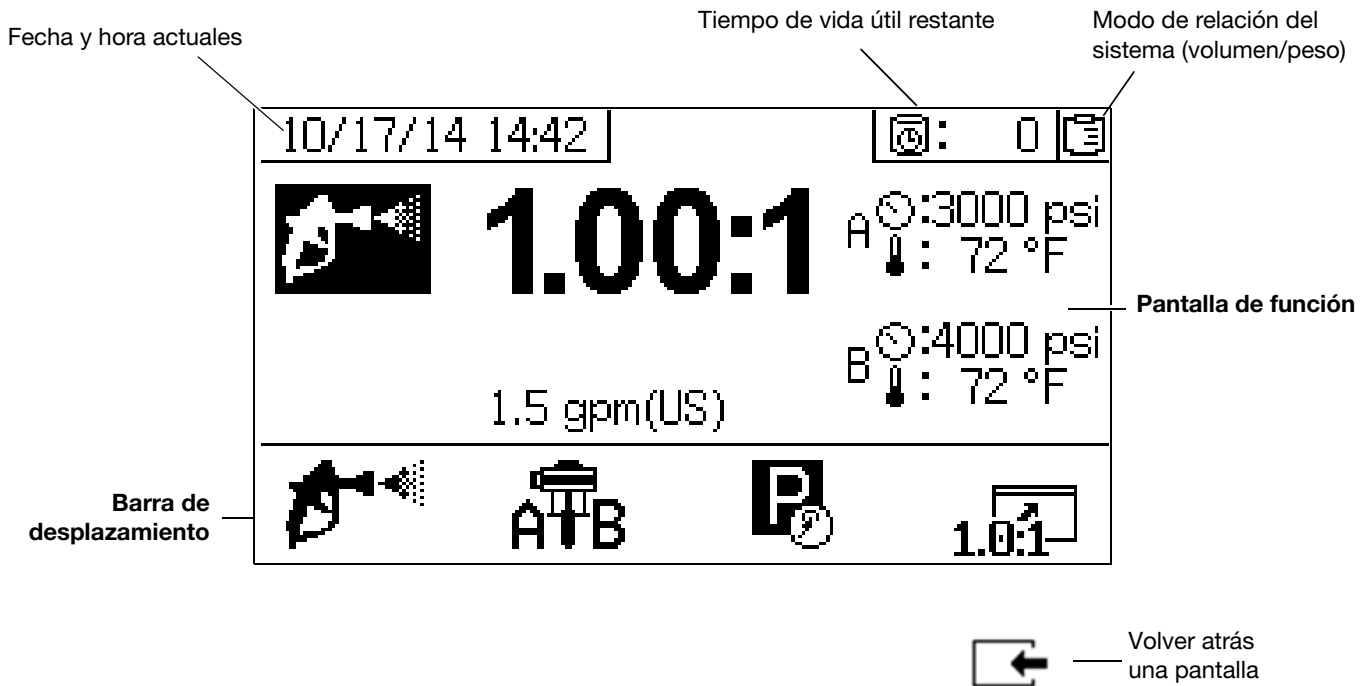 Fecha y hora actuales
Tiempo de vida útil restante
Modo de relación del
sistema (volumen/peso)
10/17/14 14:42
: 0
1.00:1
A :3000 psi
: 72 °F
Pantalla de función
B :4000 psi
: 72 °F
1.5 gpm(US)
Barra de
desplazamiento
A B
P
1.0:1
Volver atrás
una pantalla